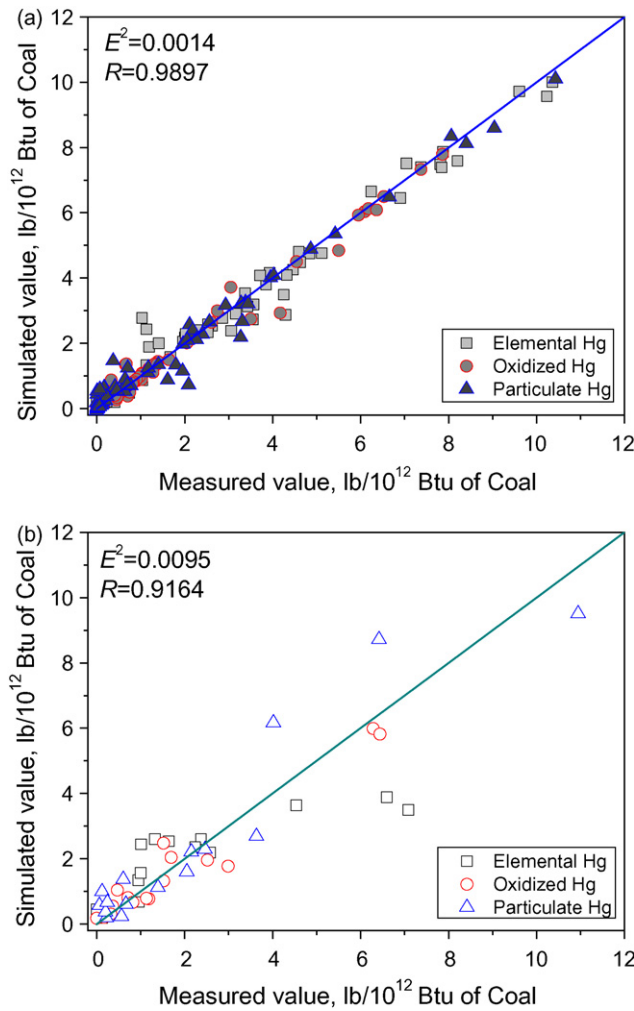 (a)
E²=0.0014
R=0.9897
Simulated value, lb/10¹² Btu of Coal
12
10
8
6
4
2
0
Elemental Hg
Oxidized Hg
Particulate Hg
0 2 4 6 8 10 12
Measured value, lb/10¹² Btu of Coal
(b)
E²=0.0095
R=0.9164
Simulated value, lb/10¹² Btu of Coal
12
10
8
6
4
2
0
Elemental Hg
Oxidized Hg
Particulate Hg
0 2 4 6 8 10 12
Measured value, lb/10¹² Btu of Coal